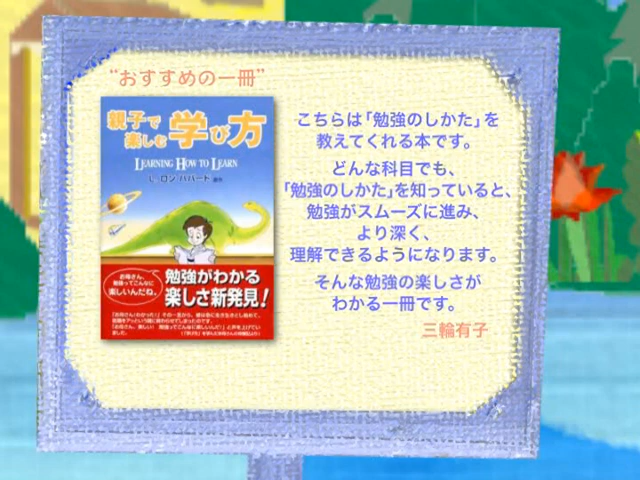 “おすすめの一冊”
親子で
楽しむ
学び方
LEARNING HOW TO LEARN
L. ロン ハバード
お母さん、
勉強ってこんなに
楽しいんだね。
勉強がわかる
楽しさ新発見!
こちらは「勉強のしかた」を
教えてくれる本です。
どんな科目でも、
「勉強のしかた」を知っていると、
勉強がスムーズに進み、
より深く、
理解できるようになります。
そんな勉強の楽しさが
わかる一冊です。
三輪有子